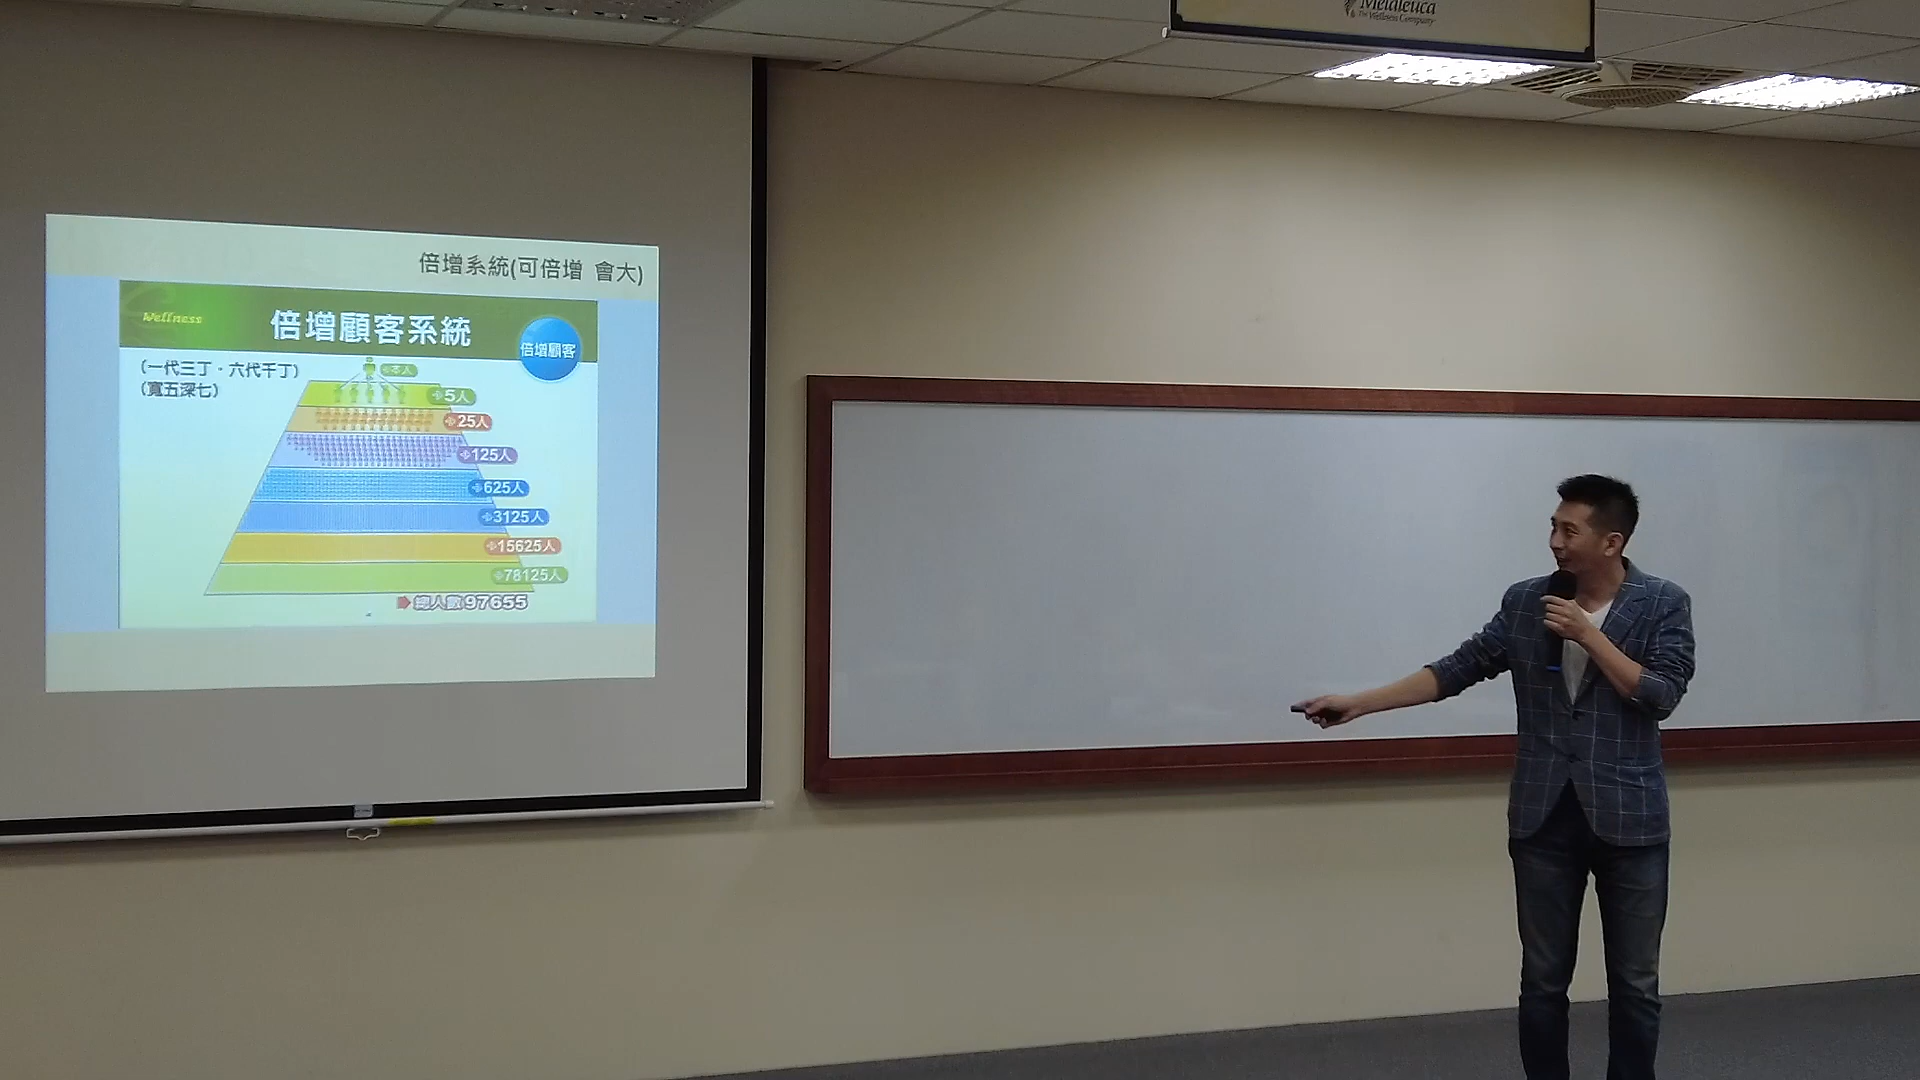 Melaleuca
The Wellness Company
倍增系統(可倍增 會大)
Wellness
倍增顧客系統
倍增顧客
(一代三丁．六代千丁)
(寬五深七)
本人
5人
25人
125人
625人
3125人
15625人
78125人
總人數97655